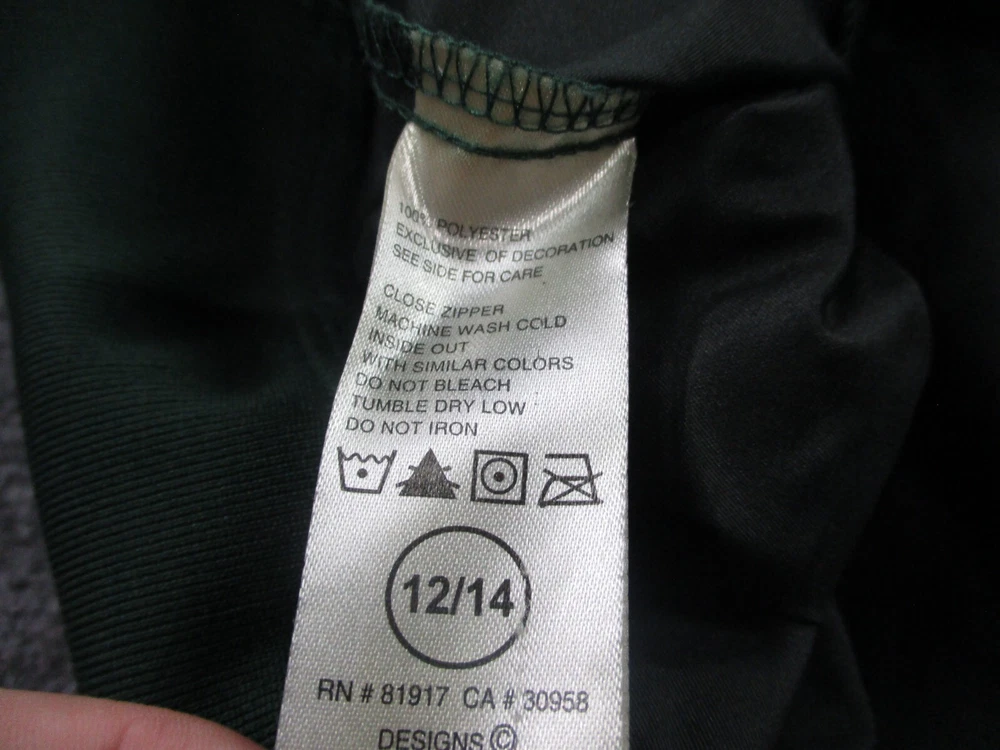 100% POLYESTER
EXCLUSIVE OF DECORATION
SEE SIDE FOR CARE
CLOSE ZIPPER
MACHINE WASH COLD
INSIDE OUT
WITH SIMILAR COLORS
DO NOT BLEACH
TUMBLE DRY LOW
DO NOT IRON
12/14
RN # 81917 CA # 30958
DESIGNS ©